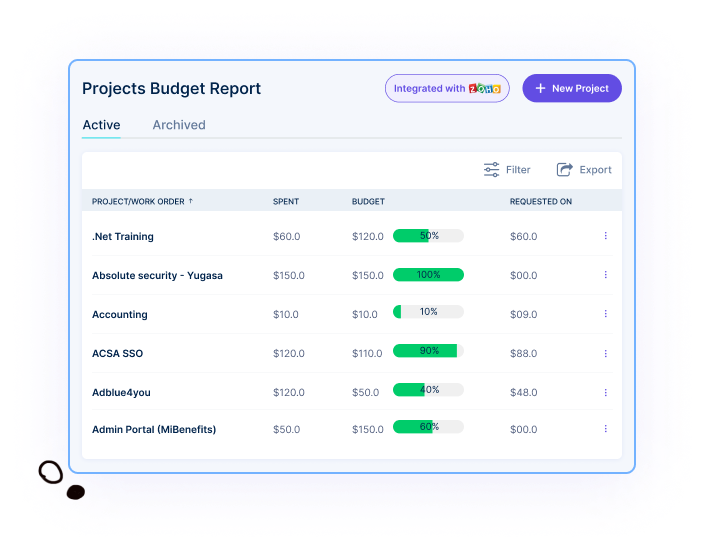 Projects Budget Report
Integrated with ZOHO
New Project
Active Archived
Filter Export
PROJECT/WORK ORDER ↑ SPENT BUDGET REQUESTED ON
.Net Training $60.0 $120.0 50% $60.0
Absolute security - Yugasa $150.0 $150.0 100% $00.0
Accounting $10.0 $10.0 10% $09.0
ACSA SSO $120.0 $110.0 90% $88.0
Adblue4you $120.0 $50.0 40% $48.0
Admin Portal (MiBenefits) $50.0 $150.0 60% $00.0